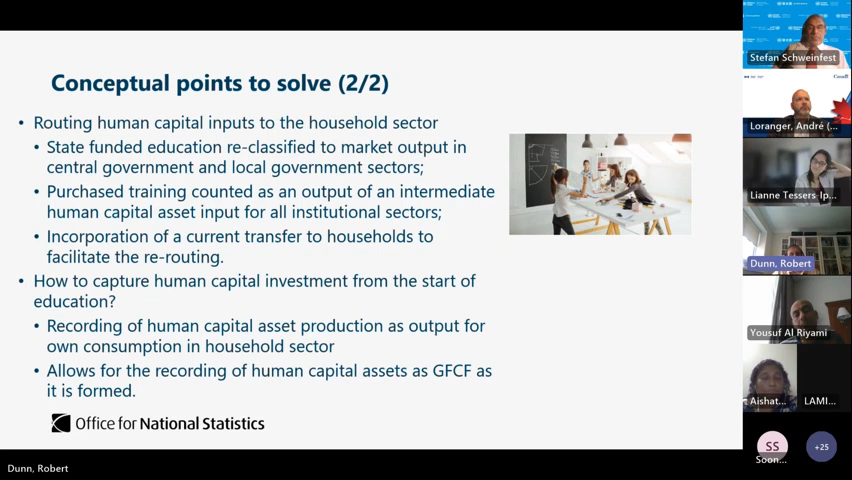 Conceptual points to solve (2/2)
• Routing human capital inputs to the household sector
• State funded education re-classified to market output in
central government and local government sectors;
• Purchased training counted as an output of an intermediate
human capital asset input for all institutional sectors;
• Incorporation of a current transfer to households to
facilitate the re-routing.
• How to capture human capital investment from the start of
education?
• Recording of human capital asset production as output for
own consumption in household sector
• Allows for the recording of human capital assets as GFCF as
it is formed.
Office for National Statistics
Dunn, Robert
Stefan Schweinfest
Canada
Loranger, André (...
Lianne Tessers-Ip...
Dunn, Robert
Yousuf Al Riyami
Aishat...
LAMI...
SS
Soon...
+25